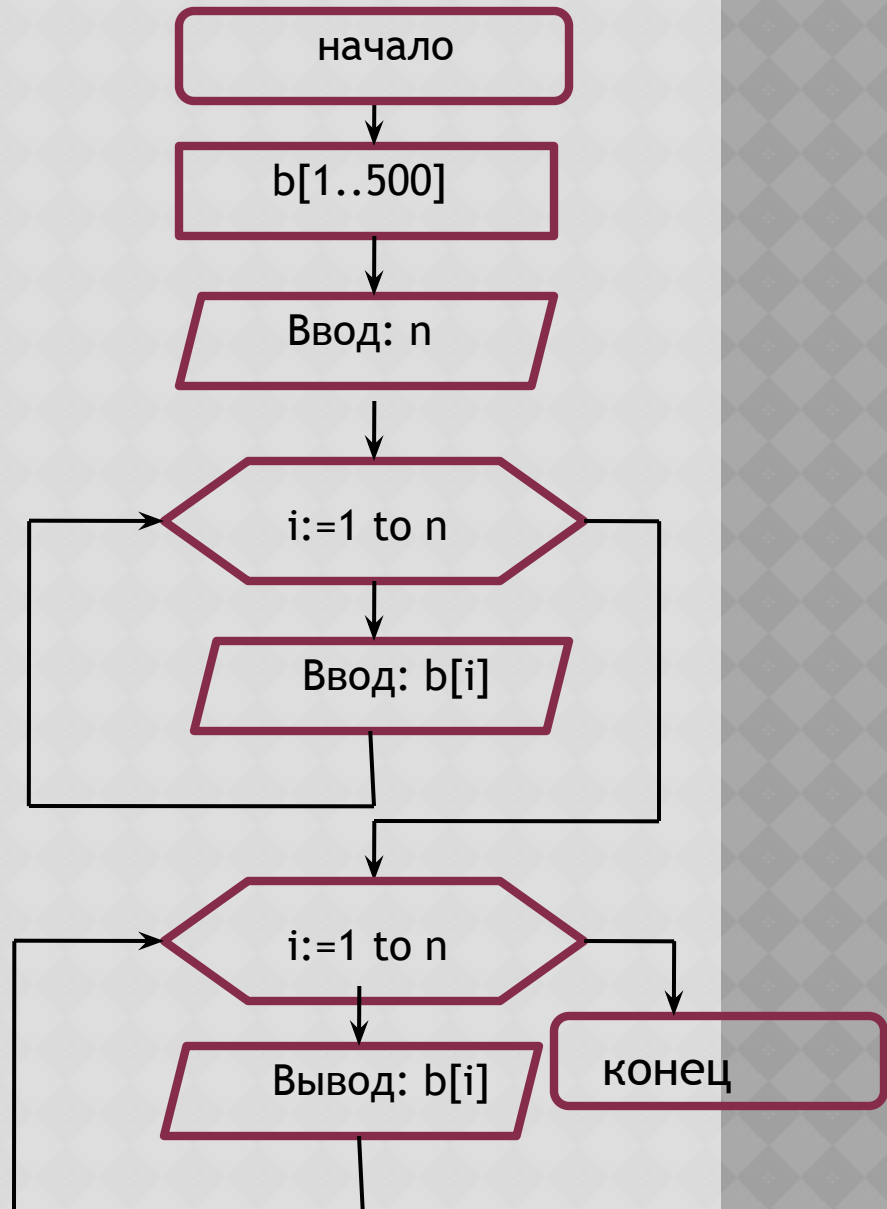 начало
b[1..500]
Ввод: n
i:=1 to n
Ввод: b[i]
i:=1 to n
Вывод: b[i]
конец